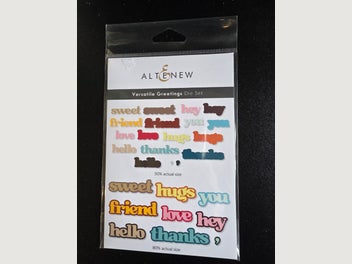 ALTENEW
Versatile Greetings Die Set
sweet sweet hey hey
friend friend you you
love love hugs hugs
hello thanks thanks
hello , ,
50% actual size
sweet hugs you
friend love hey
hello thanks ,
80% actual size